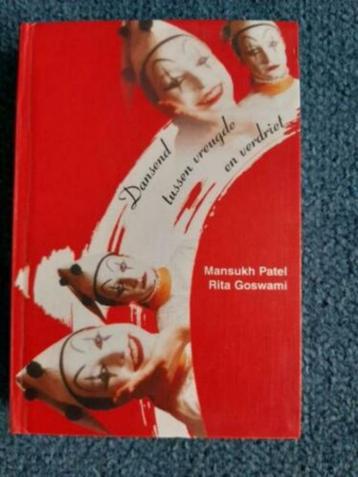 Dansend
tussen vreugde
en verdriet
Mansukh Patel
Rita Goswami